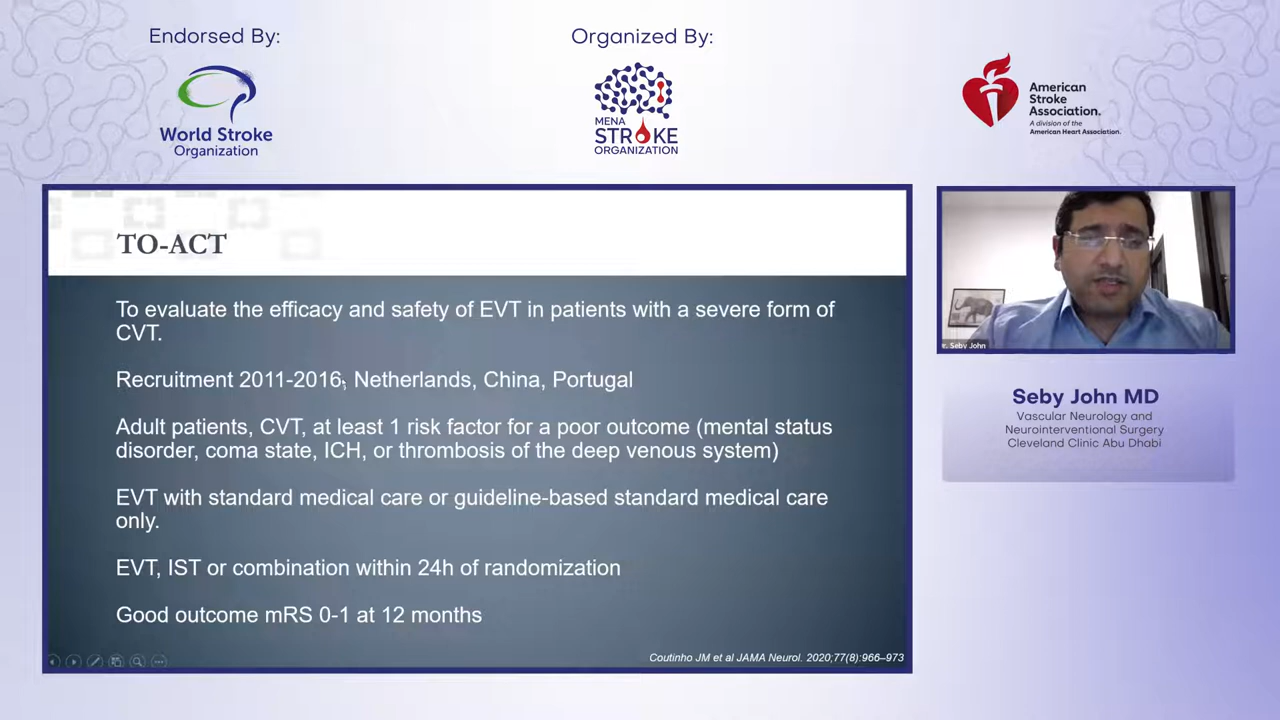 Endorsed By:
World Stroke
Organization
Organized By:
MENA
STROKE
ORGANIZATION
American
Stroke
Association.
A division of the
American Heart Association.
TO-ACT
To evaluate the efficacy and safety of EVT in patients with a severe form of
CVT.
Recruitment 2011-2016, Netherlands, China, Portugal
Adult patients, CVT, at least 1 risk factor for a poor outcome (mental status
disorder, coma state, ICH, or thrombosis of the deep venous system)
EVT with standard medical care or guideline-based standard medical care
only.
EVT, IST or combination within 24h of randomization
Good outcome mRS 0-1 at 12 months
Coutinho JM et al JAMA Neurol. 2020;77(8):966–973
Seby John
Seby John MD
Vascular Neurology and
Neurointerventional Surgery
Cleveland Clinic Abu Dhabi